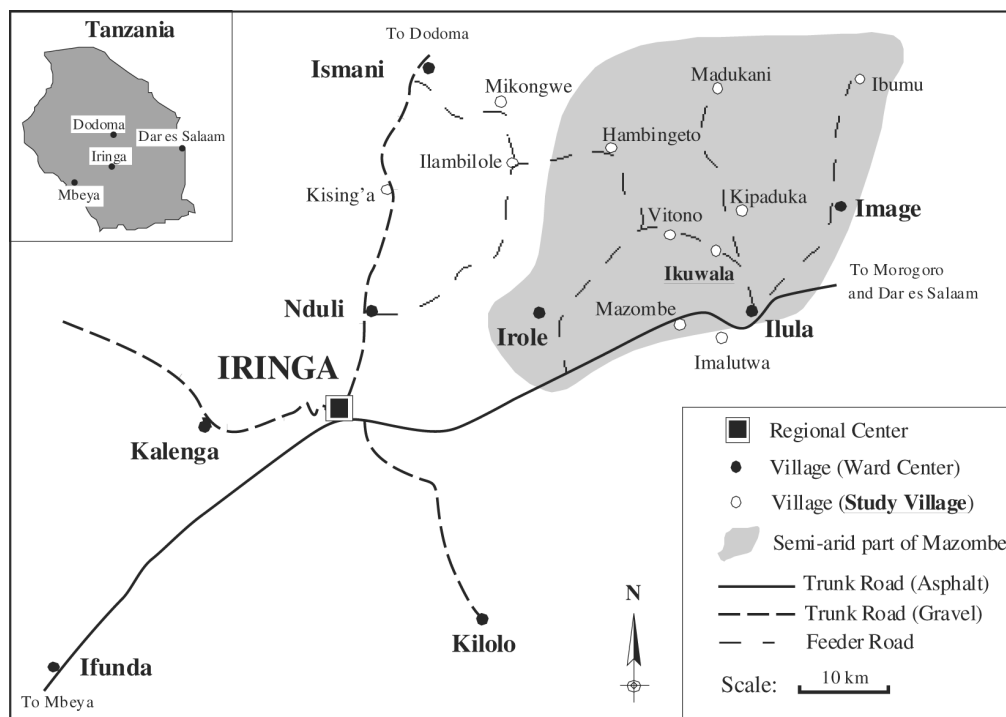 Tanzania
Dodoma
Dar es Salaam
Iringa
Mbeya
To Dodoma
Ismani
Mikongwe
Madukani
Ibumu
Hambingeto
Ilambilole
Kising'a
Kipaduka
Image
Vitono
Ikuwala
To Morogoro
and Dar es Salaam
Nduli
Irole
Mazombe
Ilula
Imalutwa
IRINGA
Kalenga
Kilolo
Ifunda
To Mbeya
N
Regional Center
Village (Ward Center)
Village (Study Village)
Semi-arid part of Mazombe
Trunk Road (Asphalt)
Trunk Road (Gravel)
Feeder Road
Scale: 10 km